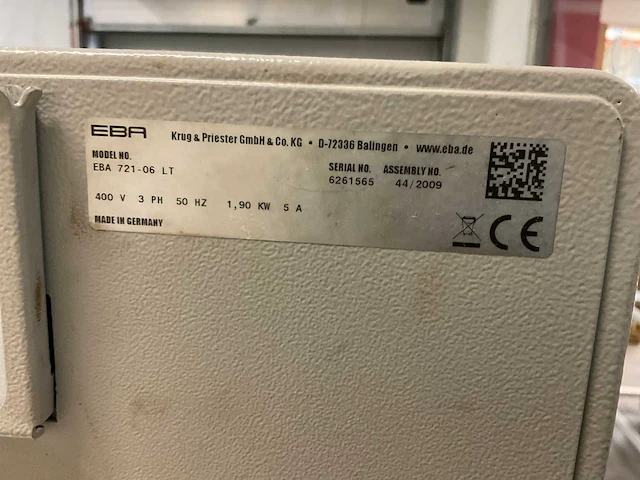 EBA Krug & Priester GmbH & Co. KG • D-72336 Balingen • www.eba.de
MODEL NO. SERIAL NO. ASSEMBLY NO.
EBA 721-06 LT 6261565 44/2009
400 V 3 PH 50 HZ 1,90 KW 5 A
MADE IN GERMANY CE